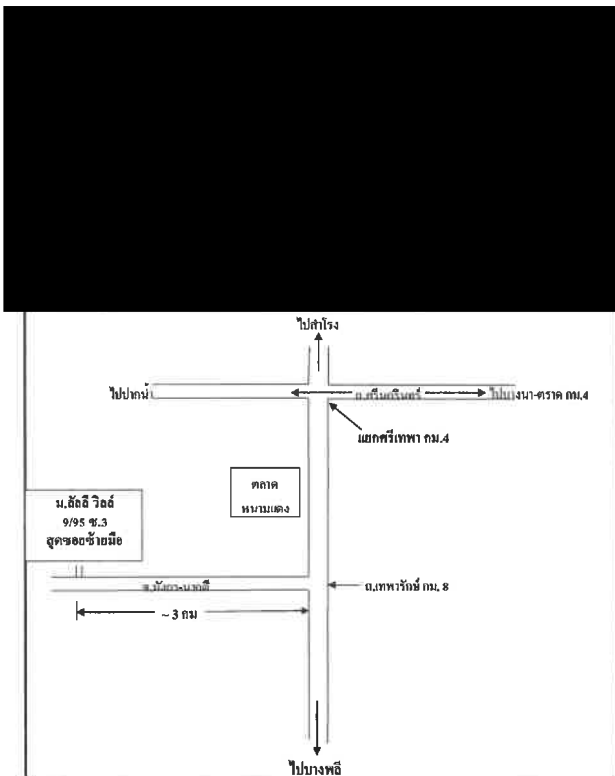 ไปสำโรง
ไปปากน้ำ
ถ.ศรีนครินทร์
ไปบางนา-ตราด กม.4
แยกศรีเทพา กม.4
ตลาด
หนามแดง
ม.ลัลลี วิลล์
9/95 ซ.3
สุดซอยซ้ายมือ
ถ.เทพารักษ์ กม. 8
~ 3 กม
ไปบางพลี